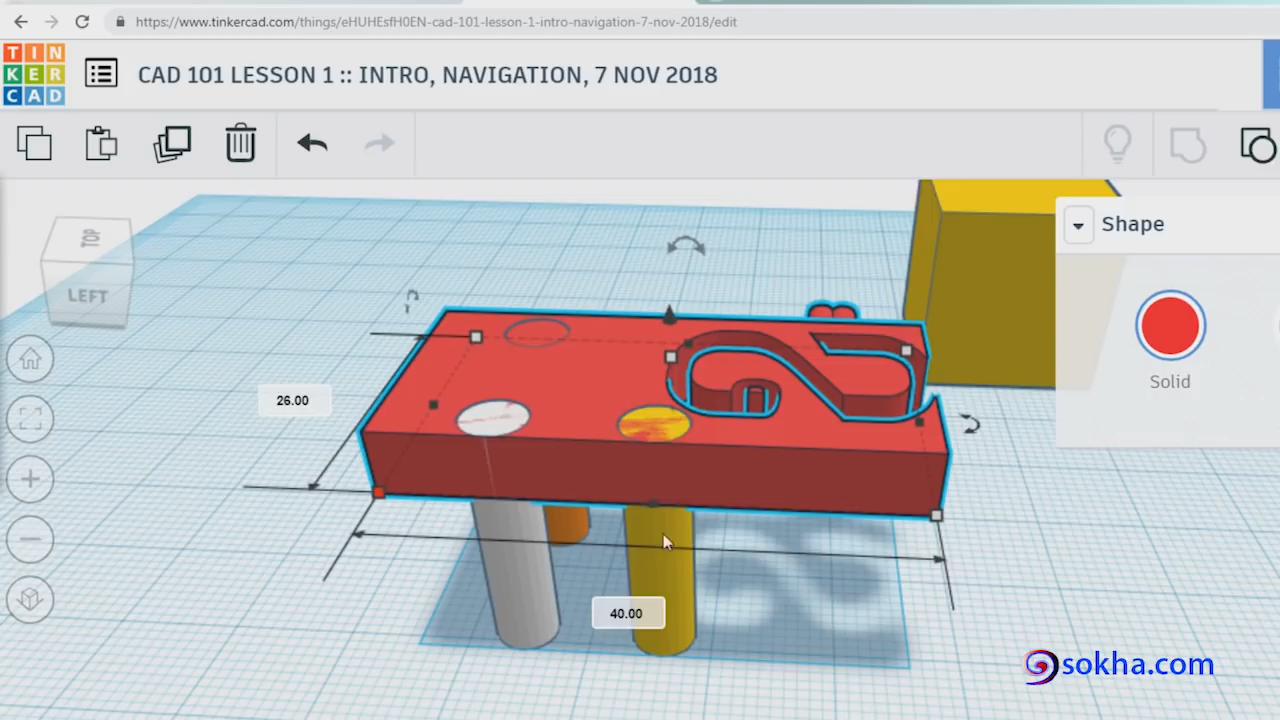 https://www.tinkercad.com/things/eHUHEsfH0EN-cad-101-lesson-1-intro-navigation-7-nov-2018/edit
TIN
KER
CAD
CAD 101 LESSON 1 :: INTRO, NAVIGATION, 7 NOV 2018
TOP
LEFT
Shape
Solid
26.00
40.00
sokha.com